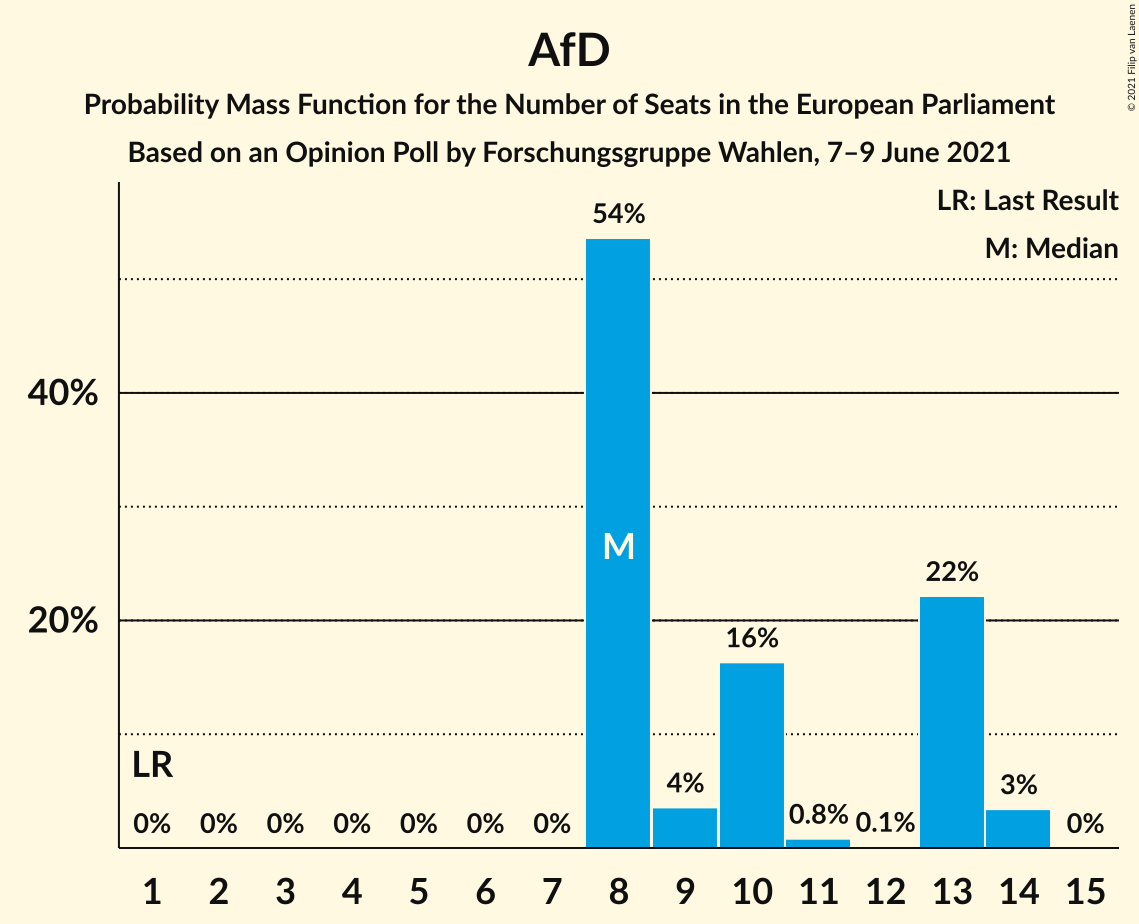 AfD
Probability Mass Function for the Number of Seats in the European Parliament
Based on an Opinion Poll by Forschungsgruppe Wahlen, 7–9 June 2021
© 2021 Filip van Laenen
LR: Last Result
M: Median
54%
40%
M
22%
20%
16%
LR
4%
3%
0% 0% 0% 0% 0% 0% 0% 0.8% 0.1% 0%
1 2 3 4 5 6 7 8 9 10 11 12 13 14 15